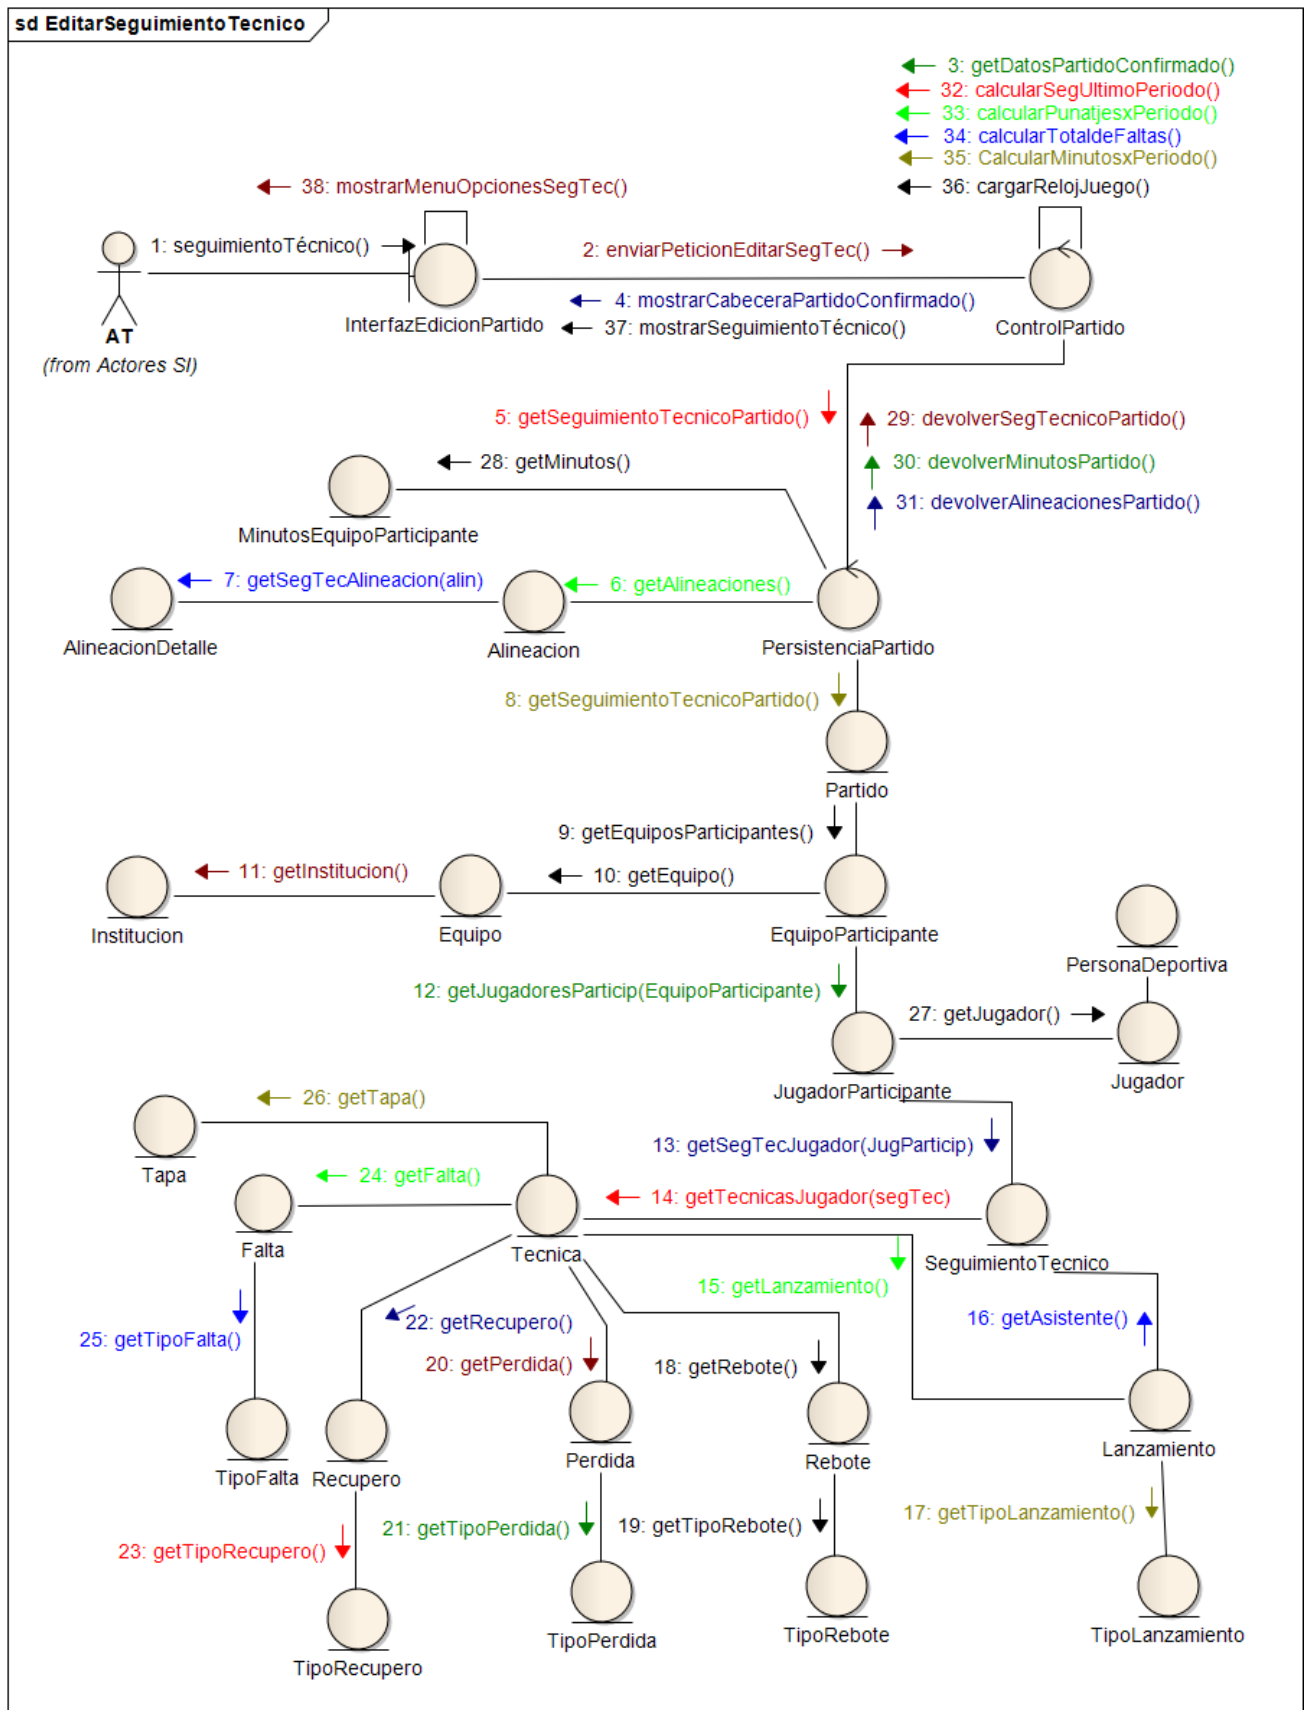 sd EditarSeguimientoTecnico
3: getDatosPartidoConfirmado()
32: calcularSegUltimoPeriodo()
33: calcularPunatjesxPeriodo()
34: calcularTotaldeFaltas()
35: CalcularMinutosxPeriodo()
36: cargarRelojJuego()
38: mostrarMenuOpcionesSegTec()
1: seguimientoTécnico()
2: enviarPeticionEditarSegTec()
4: mostrarCabeceraPartidoConfirmado()
37: mostrarSeguimientoTécnico()
InterfazEdicionPartido
ControlPartido
AT
(from Actores SI)
5: getSeguimientoTecnicoPartido()
29: devolverSegTecnicoPartido()
30: devolverMinutosPartido()
31: devolverAlineacionesPartido()
28: getMinutos()
MinutosEquipoParticipante
7: getSegTecAlineacion(alin)
6: getAlineaciones()
AlineacionDetalle
Alineacion
PersistenciaPartido
8: getSeguimientoTecnicoPartido()
Partido
9: getEquiposParticipantes()
11: getInstitucion()
10: getEquipo()
Institucion
Equipo
EquipoParticipante
PersonaDeportiva
12: getJugadoresParticip(EquipoParticipante)
27: getJugador()
Jugador
JugadorParticipante
26: getTapa()
13: getSegTecJugador(JugParticip)
Tapa
24: getFalta()
14: getTecnicasJugador(segTec)
Falta
Tecnica
SeguimientoTecnico
15: getLanzamiento()
16: getAsistente()
25: getTipoFalta()
22: getRecupero()
20: getPerdida()
18: getRebote()
TipoFalta
Recupero
Perdida
Rebote
Lanzamiento
17: getTipoLanzamiento()
21: getTipoPerdida()
19: getTipoRebote()
23: getTipoRecupero()
TipoRecupero
TipoPerdida
TipoRebote
TipoLanzamiento